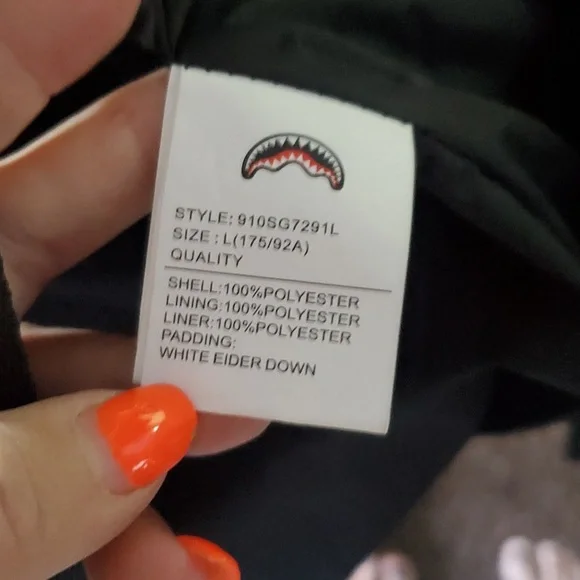 STYLE: 910SG7291L
SIZE : L(175/92A)
QUALITY
SHELL:100%POLYESTER
LINING:100%POLYESTER
LINER:100%POLYESTER
PADDING:
WHITE EIDER DOWN